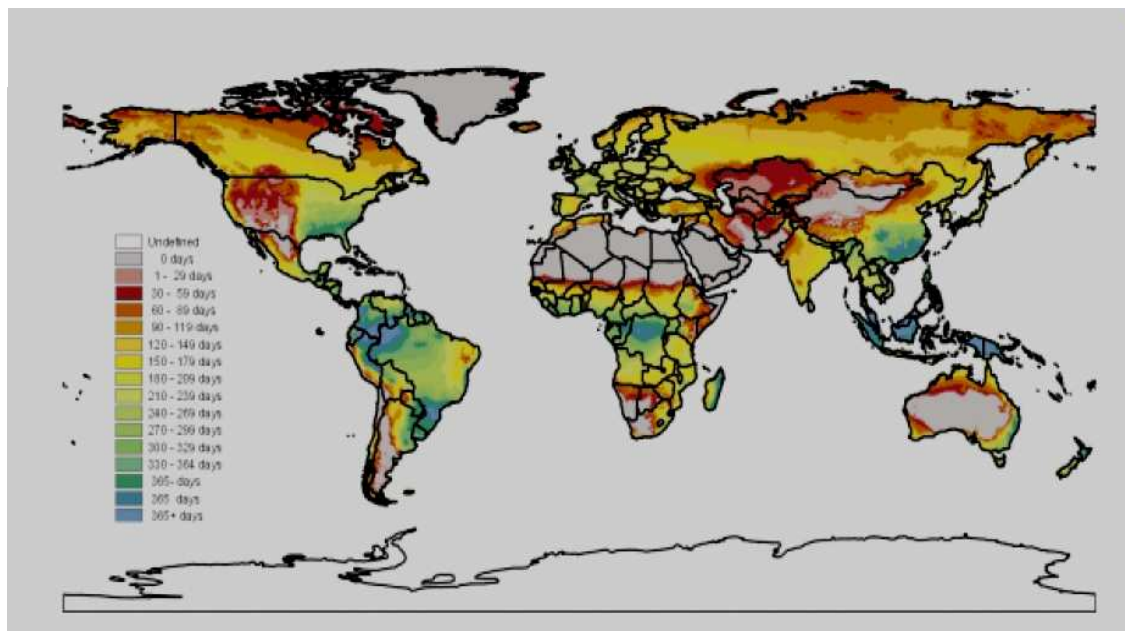 Undefined
0 days
1 - 29 days
30 - 59 days
60 - 89 days
90 - 119 days
120 - 149 days
150 - 179 days
180 - 209 days
210 - 239 days
240 - 269 days
270 - 299 days
300 - 329 days
330 - 364 days
365- days
365 days
365+ days